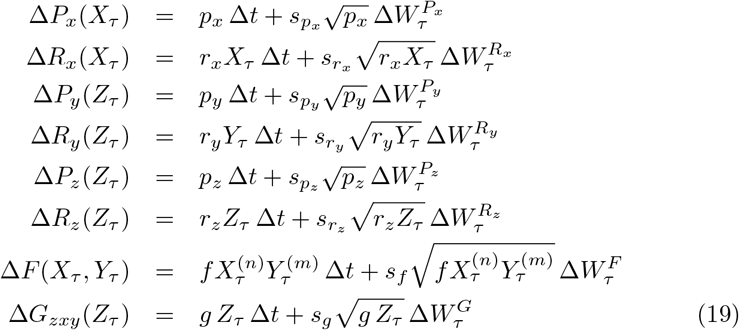 ΔP_x(X_τ) = p_x Δt + s_{p_x}√(p_x) ΔW_τ^{P_x}
ΔR_x(X_τ) = r_x X_τ Δt + s_{r_x}√(r_x X_τ) ΔW_τ^{R_x}
ΔP_y(Z_τ) = p_y Δt + s_{p_y}√(p_y) ΔW_τ^{P_y}
ΔR_y(Z_τ) = r_y Y_τ Δt + s_{r_y}√(r_y Y_τ) ΔW_τ^{R_y}
ΔP_z(Z_τ) = p_z Δt + s_{p_z}√(p_z) ΔW_τ^{P_z}
ΔR_z(Z_τ) = r_z Z_τ Δt + s_{r_z}√(r_z Z_τ) ΔW_τ^{R_z}
ΔF(X_τ, Y_τ) = f X_τ^{(n)} Y_τ^{(m)} Δt + s_f√(f X_τ^{(n)} Y_τ^{(m)}) ΔW_τ^F
ΔG_{zxy}(Z_τ) = g Z_τ Δt + s_g√(g Z_τ) ΔW_τ^G (19)